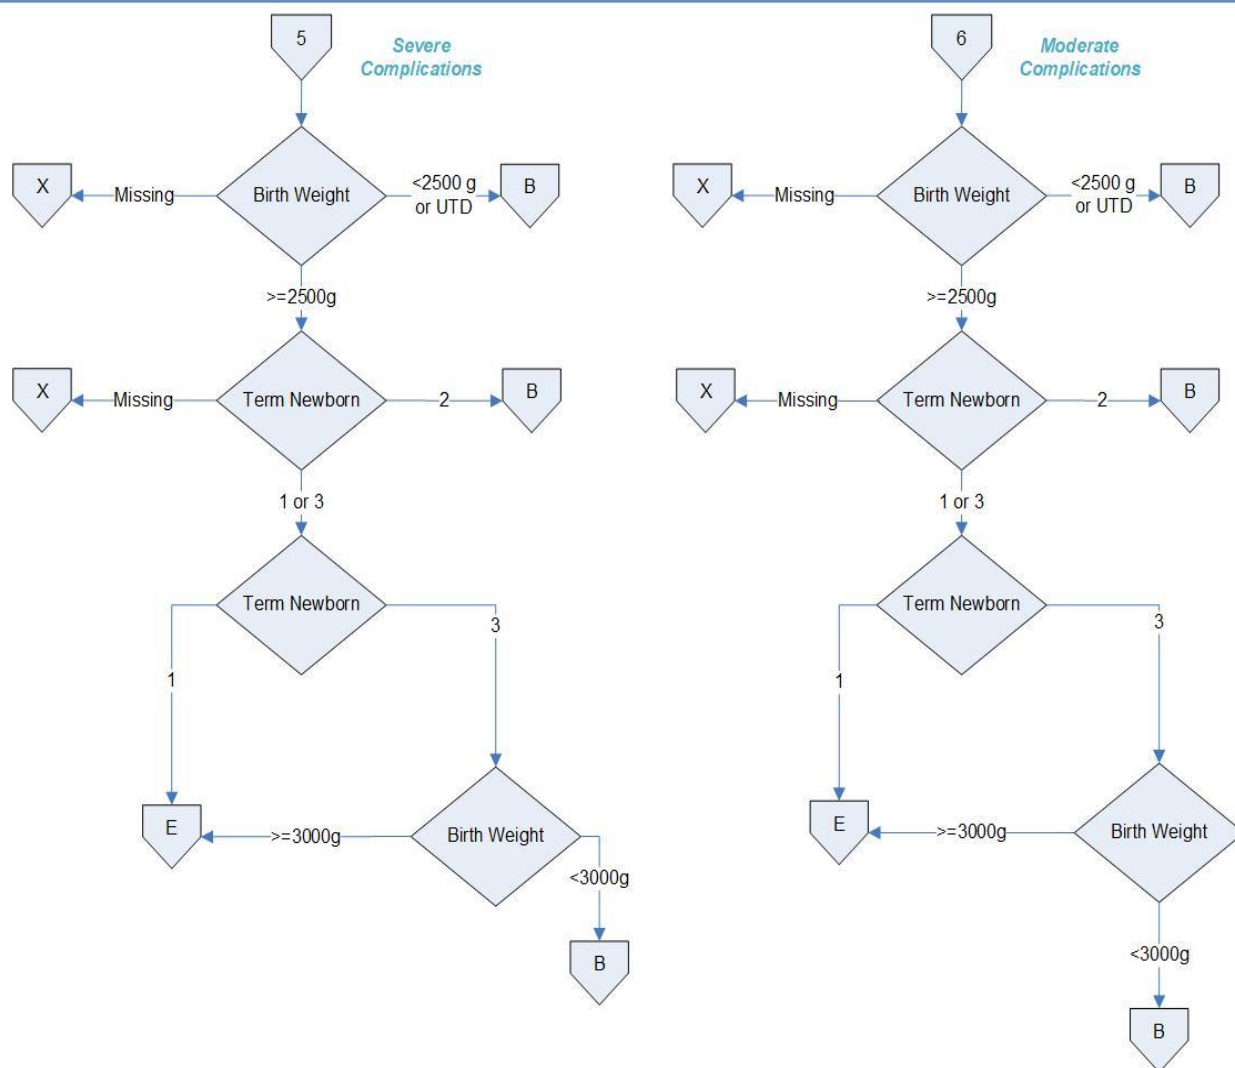 5
Severe
Complications
X
Missing
Birth Weight
<2500 g
or UTD
B
>=2500g
X
Missing
Term Newborn
2
B
1 or 3
Term Newborn
1
3
E
>=3000g
Birth Weight
<3000g
B
6
Moderate
Complications
X
Missing
Birth Weight
<2500 g
or UTD
B
>=2500g
X
Missing
Term Newborn
2
B
1 or 3
Term Newborn
1
3
E
>=3000g
Birth Weight
<3000g
B